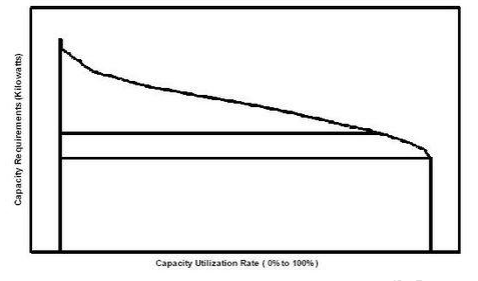 Capacity Requirements (Kilowatts)
Capacity Utilization Rate ( 0% to 100% )